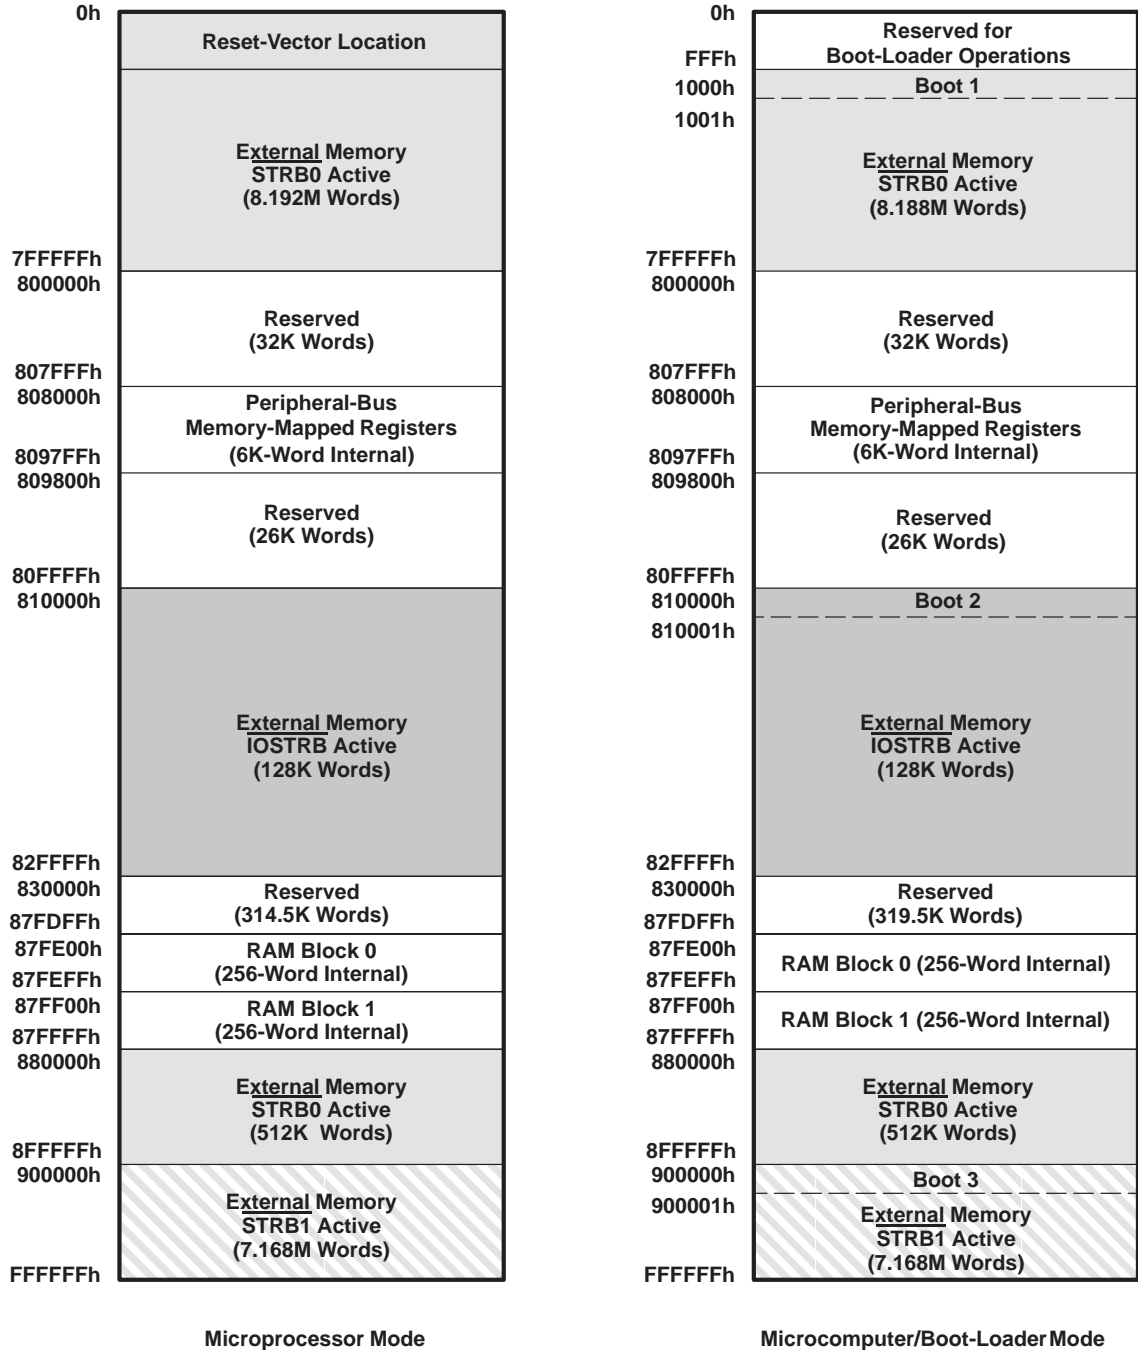 0h
Reset-Vector Location
External Memory
STRB0 Active
(8.192M Words)
7FFFFFh
800000h
Reserved
(32K Words)
807FFFh
808000h
Peripheral-Bus
Memory-Mapped Registers
(6K-Word Internal)
8097FFh
809800h
Reserved
(26K Words)
80FFFFh
810000h
External Memory
IOSTRB Active
(128K Words)
82FFFFh
830000h
Reserved
(314.5K Words)
87FDFFh
87FE00h
RAM Block 0
(256-Word Internal)
87FEFFh
87FF00h
RAM Block 1
(256-Word Internal)
87FFFFh
880000h
External Memory
STRB0 Active
(512K Words)
8FFFFFh
900000h
External Memory
STRB1 Active
(7.168M Words)
FFFFFFh
Microprocessor Mode
0h
Reserved for
Boot-Loader Operations
FFFh
1000h
Boot 1
1001h
External Memory
STRB0 Active
(8.188M Words)
7FFFFFh
800000h
Reserved
(32K Words)
807FFFh
808000h
Peripheral-Bus
Memory-Mapped Registers
(6K-Word Internal)
8097FFh
809800h
Reserved
(26K Words)
80FFFFh
810000h
Boot 2
810001h
External Memory
IOSTRB Active
(128K Words)
82FFFFh
830000h
Reserved
(319.5K Words)
87FDFFh
87FE00h
RAM Block 0 (256-Word Internal)
87FEFFh
87FF00h
RAM Block 1 (256-Word Internal)
87FFFFh
880000h
External Memory
STRB0 Active
(512K Words)
8FFFFFh
900000h
Boot 3
900001h
External Memory
STRB1 Active
(7.168M Words)
FFFFFFh
Microcomputer/Boot-Loader Mode